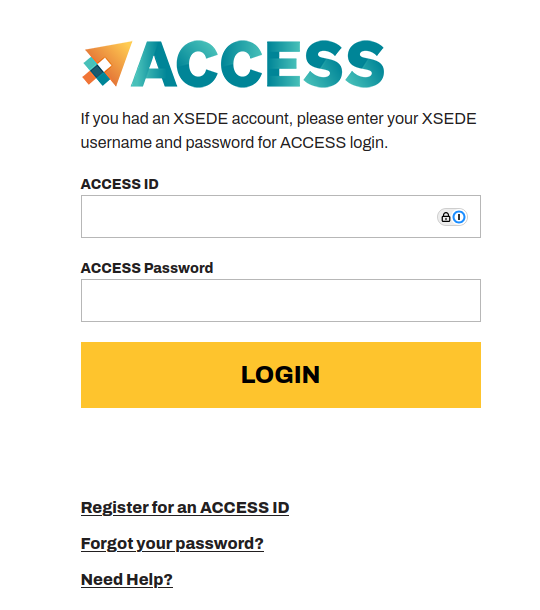 ACCESS
If you had an XSEDE account, please enter your XSEDE
username and password for ACCESS login.
ACCESS ID
ACCESS Password
LOGIN
Register for an ACCESS ID
Forgot your password?
Need Help?